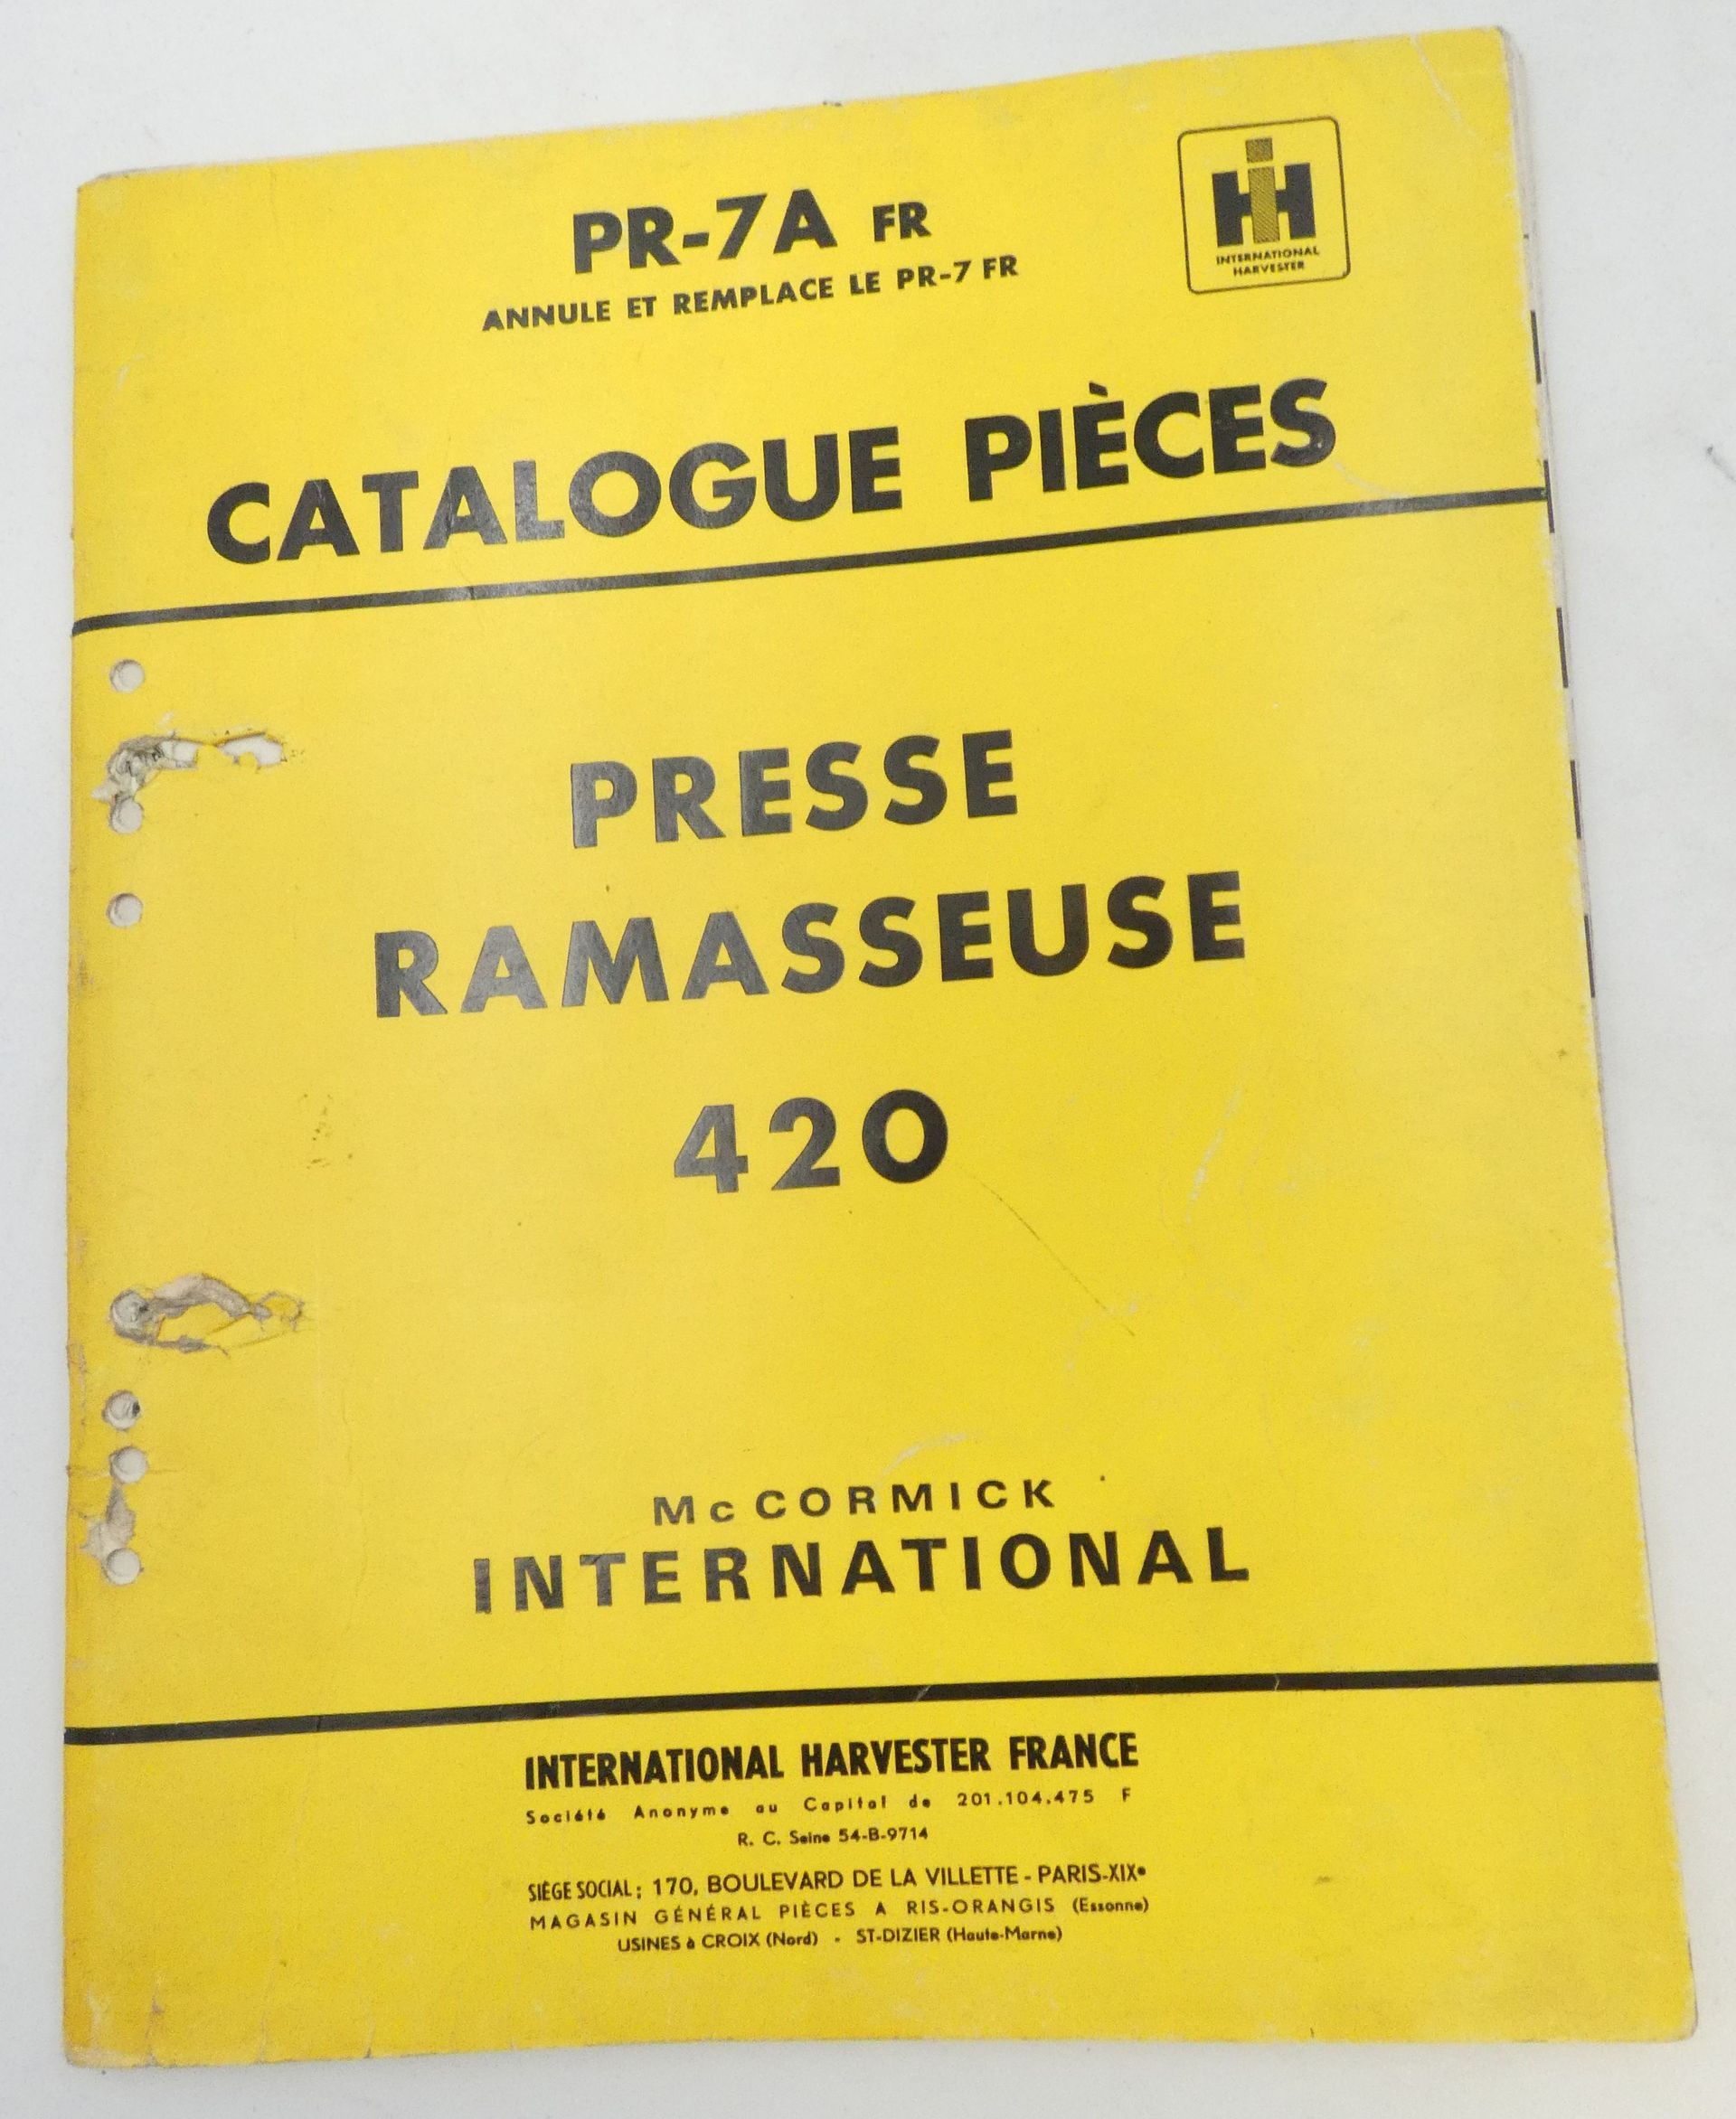 PR-7A FR
ANNULE ET REMPLACE LE PR-7 FR
IH
INTERNATIONAL
HARVESTER
CATALOGUE PIÈCES
PRESSE
RAMASSEUSE
420
McCORMICK
INTERNATIONAL
INTERNATIONAL HARVESTER FRANCE
Société Anonyme au Capital de 201.104.475 F
R. C. Seine 54-B-9714
SIÈGE SOCIAL : 170, BOULEVARD DE LA VILLETTE - PARIS-XIXe
MAGASIN GÉNÉRAL PIÈCES A RIS-ORANGIS (Essonne)
USINES à CROIX (Nord) - ST-DIZIER (Haute-Marne)